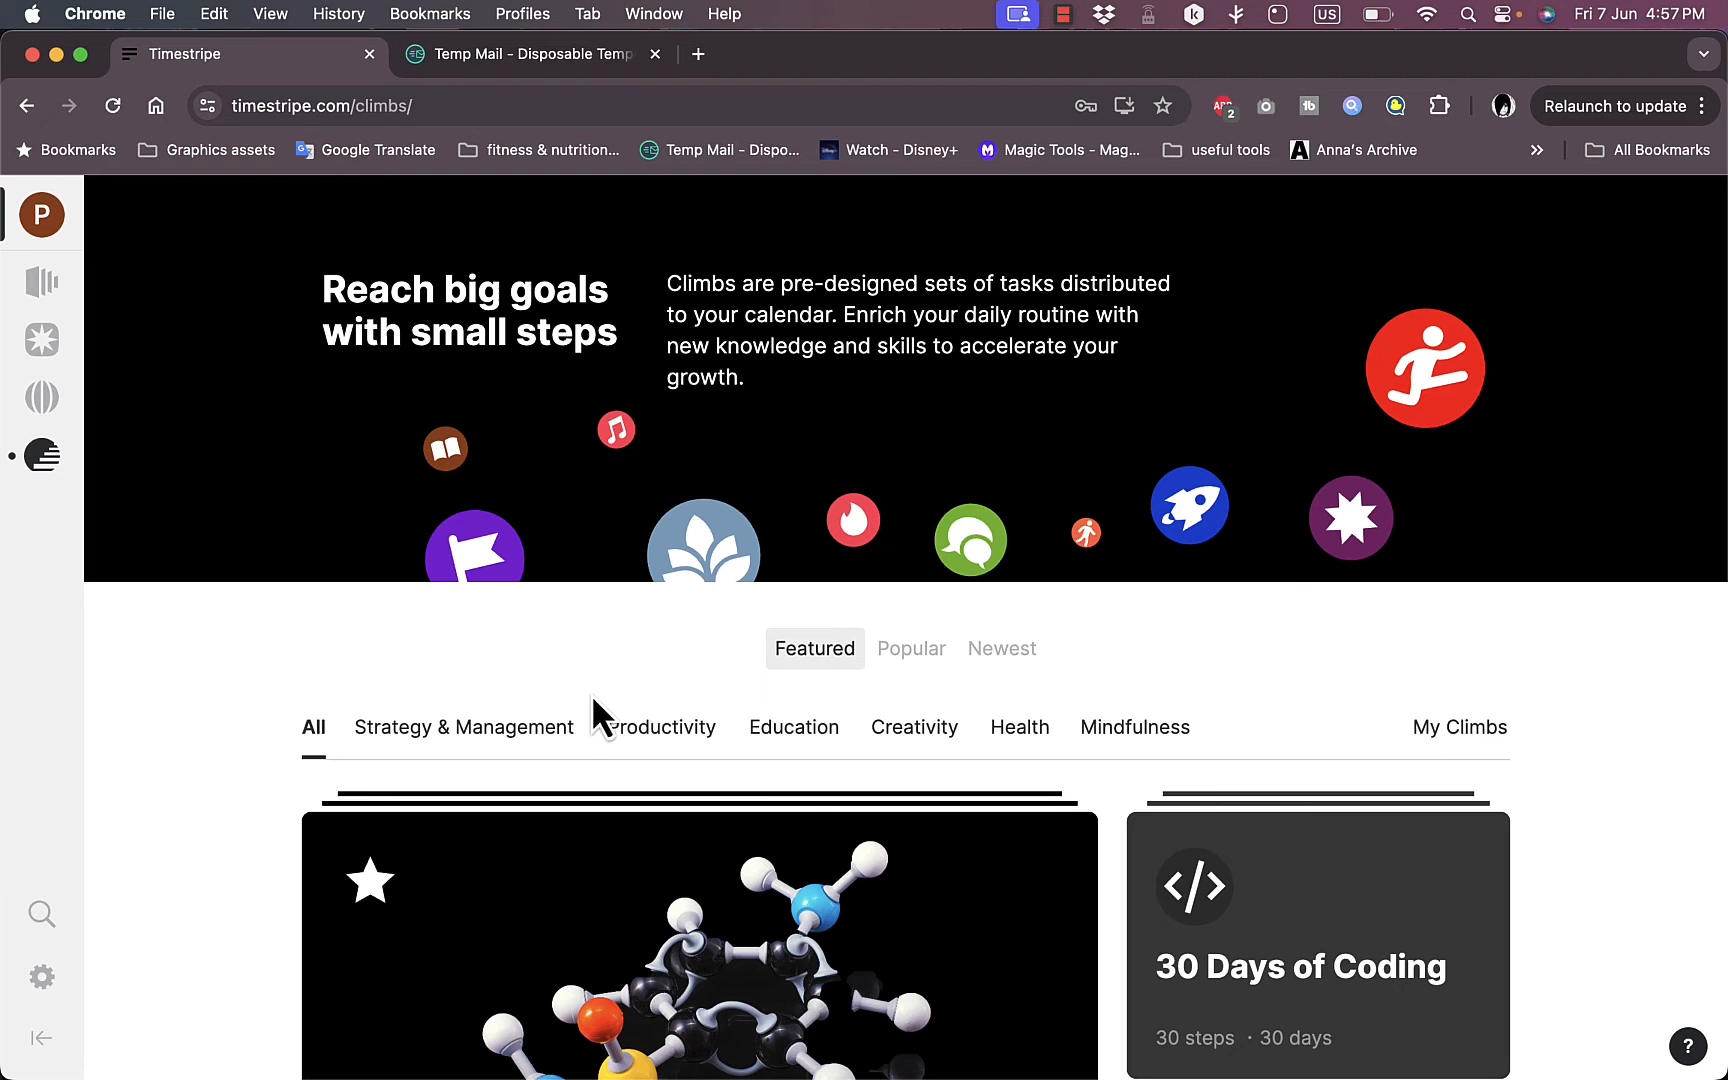 Chrome File Edit View History Bookmarks Profiles Tab Window Help US Fri 7 Jun 4:57 PM
Timestripe Temp Mail - Disposable Temp
timestripe.com/climbs/ ABP 2 tb Relaunch to update
Bookmarks Graphics assets Google Translate fitness & nutrition... Temp Mail - Dispo... Watch - Disney+ Magic Tools - Mag... useful tools Anna's Archive All Bookmarks
P
Reach big goals
with small steps
Climbs are pre-designed sets of tasks distributed
to your calendar. Enrich your daily routine with
new knowledge and skills to accelerate your
growth.
Featured Popular Newest
All Strategy & Management Productivity Education Creativity Health Mindfulness My Climbs
</>
30 Days of Coding
30 steps · 30 days
?